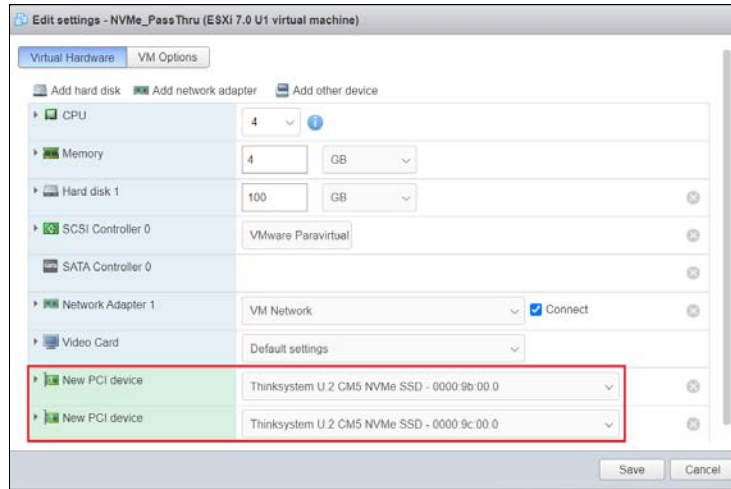 Edit settings - NVMe_PassThru (ESXi 7.0 U1 virtual machine)
Virtual Hardware VM Options
Add hard disk Add network adapter Add other device
CPU 4
Memory 4 GB
Hard disk 1 100 GB
SCSI Controller 0 VMware Paravirtual
SATA Controller 0
Network Adapter 1 VM Network Connect
Video Card Default settings
New PCI device Thinksystem U.2 CM5 NVMe SSD - 0000:9b:00.0
New PCI device Thinksystem U.2 CM5 NVMe SSD - 0000:9c:00.0
Save Cancel